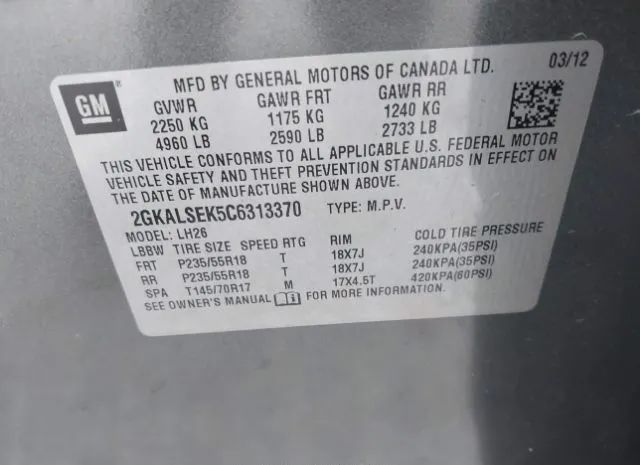 GM
MFD BY GENERAL MOTORS OF CANADA LTD. 03/12
GVWR GAWR FRT GAWR RR
2250 KG 1175 KG 1240 KG
4960 LB 2590 LB 2733 LB
THIS VEHICLE CONFORMS TO ALL APPLICABLE U.S. FEDERAL MOTOR
VEHICLE SAFETY AND THEFT PREVENTION STANDARDS IN EFFECT ON
THE DATE OF MANUFACTURE SHOWN ABOVE.
2GKALSEK5C6313370 TYPE: M.P.V.
MODEL: LH26
LBBW TIRE SIZE SPEED RTG RIM COLD TIRE PRESSURE
FRT P235/55R18 T 18X7J 240KPA(35PSI)
RR P235/55R18 T 18X7J 240KPA(35PSI)
SPA T145/70R17 M 17X4.5T 420KPA(60PSI)
SEE OWNER'S MANUAL FOR MORE INFORMATION.